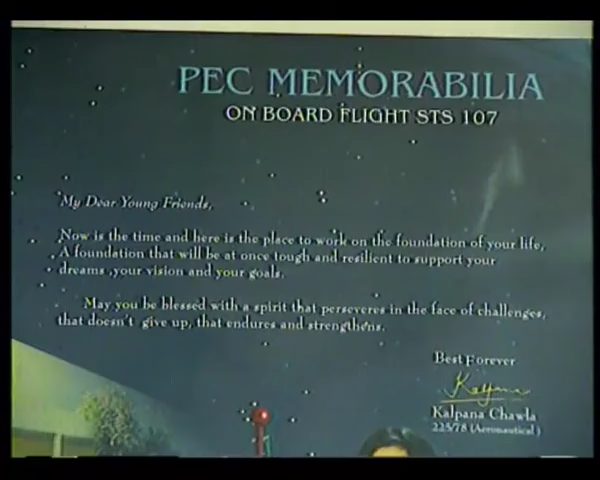 PEC MEMORABILIA
ON BOARD FLIGHT STS 107
My Dear Young Friends,
Now is the time and here is the place to work on the foundation of your life,
A foundation that will be at once tough and resilient to support your
dreams ,your vision and your goals.
May you be blessed with a spirit that perseveres in the face of challenges,
that doesn't give up, that endures and strengthens.
Best Forever
Kalpana
Kalpana Chawla
225/78 (Aeronautical)